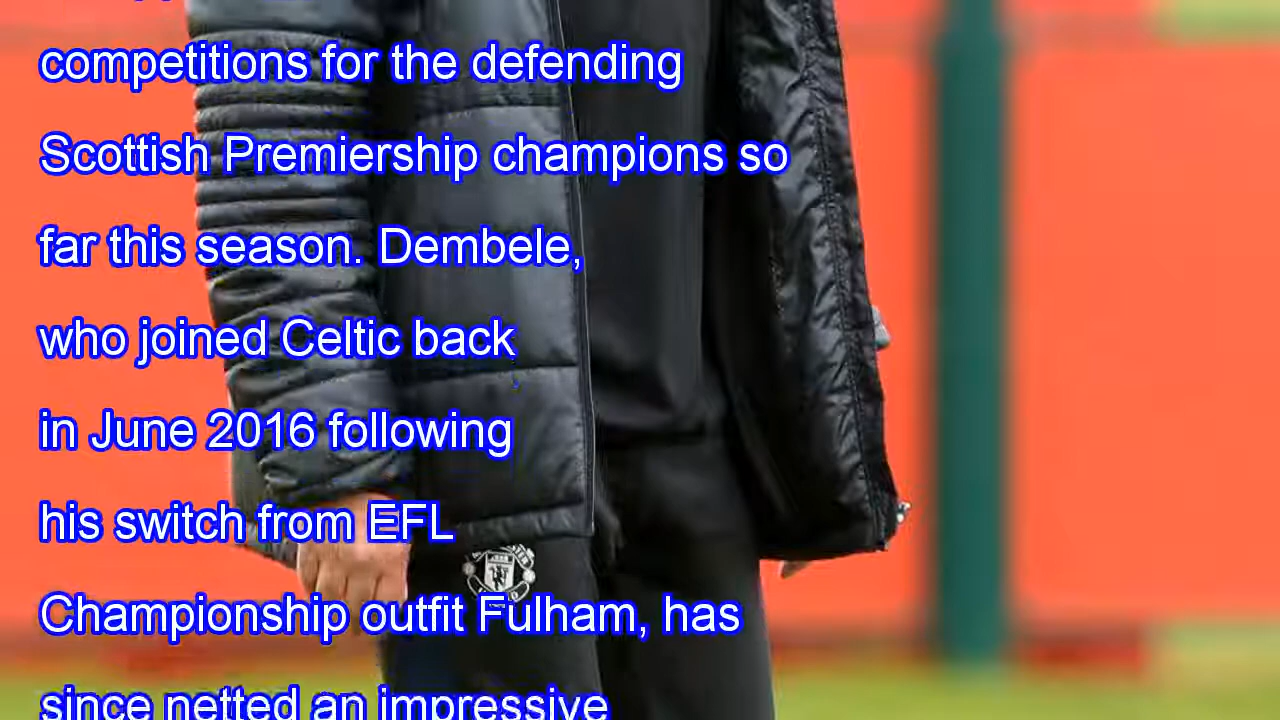 competitions for the defending
Scottish Premiership champions so
far this season. Dembele,
who joined Celtic back
in June 2016 following
his switch from EFL
Championship outfit Fulham, has
since netted an impressive